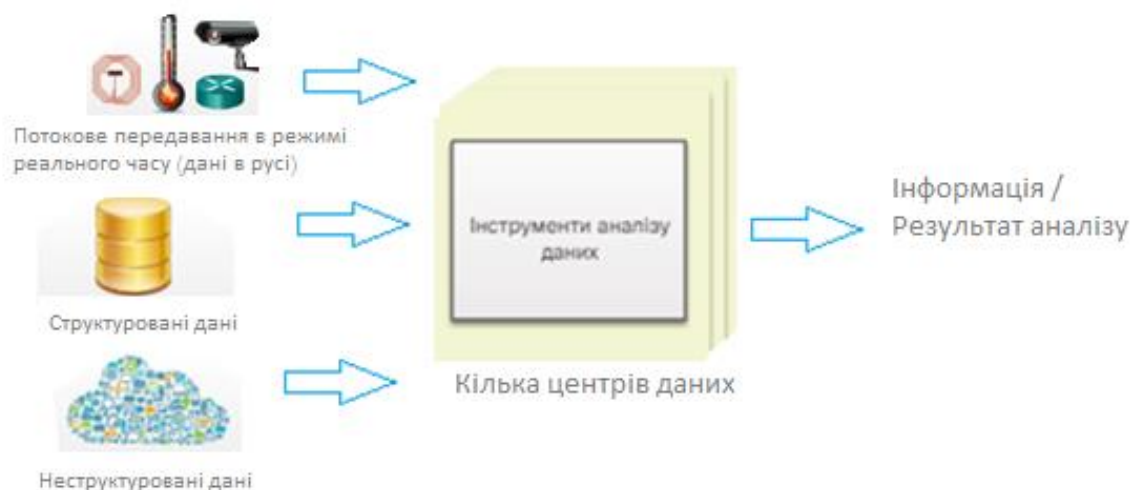 Потокове передавання в режимі
реального часу (дані в русі)
Структуровані дані
Неструктуровані дані
Інструменти аналізу
даних
Кілька центрів даних
Інформація /
Результат аналізу